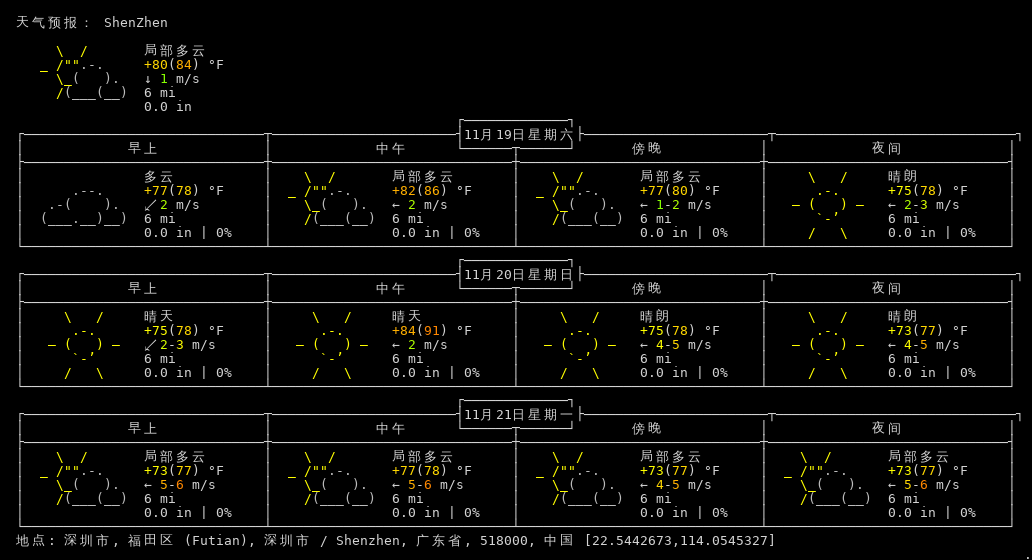 天气预报： ShenZhen
局部多云
+80(84) °F
↓ 1 m/s
6 mi
0.0 in
11月19日星期六
早上 中午 傍晚 夜间
多云 局部多云 局部多云 晴朗
+77(78) °F +82(86) °F +77(80) °F +75(78) °F
↙ 2 m/s ← 2 m/s ← 1-2 m/s ← 2-3 m/s
6 mi 6 mi 6 mi 6 mi
0.0 in | 0% 0.0 in | 0% 0.0 in | 0% 0.0 in | 0%
11月20日星期日
早上 中午 傍晚 夜间
晴天 晴天 晴朗 晴朗
+75(78) °F +84(91) °F +75(78) °F +73(77) °F
↙ 2-3 m/s ← 2 m/s ← 4-5 m/s ← 4-5 m/s
6 mi 6 mi 6 mi 6 mi
0.0 in | 0% 0.0 in | 0% 0.0 in | 0% 0.0 in | 0%
11月21日星期一
早上 中午 傍晚 夜间
局部多云 局部多云 局部多云 局部多云
+73(77) °F +77(78) °F +73(77) °F +73(77) °F
← 5-6 m/s ← 5-6 m/s ← 4-5 m/s ← 5-6 m/s
6 mi 6 mi 6 mi 6 mi
0.0 in | 0% 0.0 in | 0% 0.0 in | 0% 0.0 in | 0%
地点: 深圳市, 福田区 (Futian), 深圳市 / Shenzhen, 广东省, 518000, 中国 [22.5442673,114.0545327]